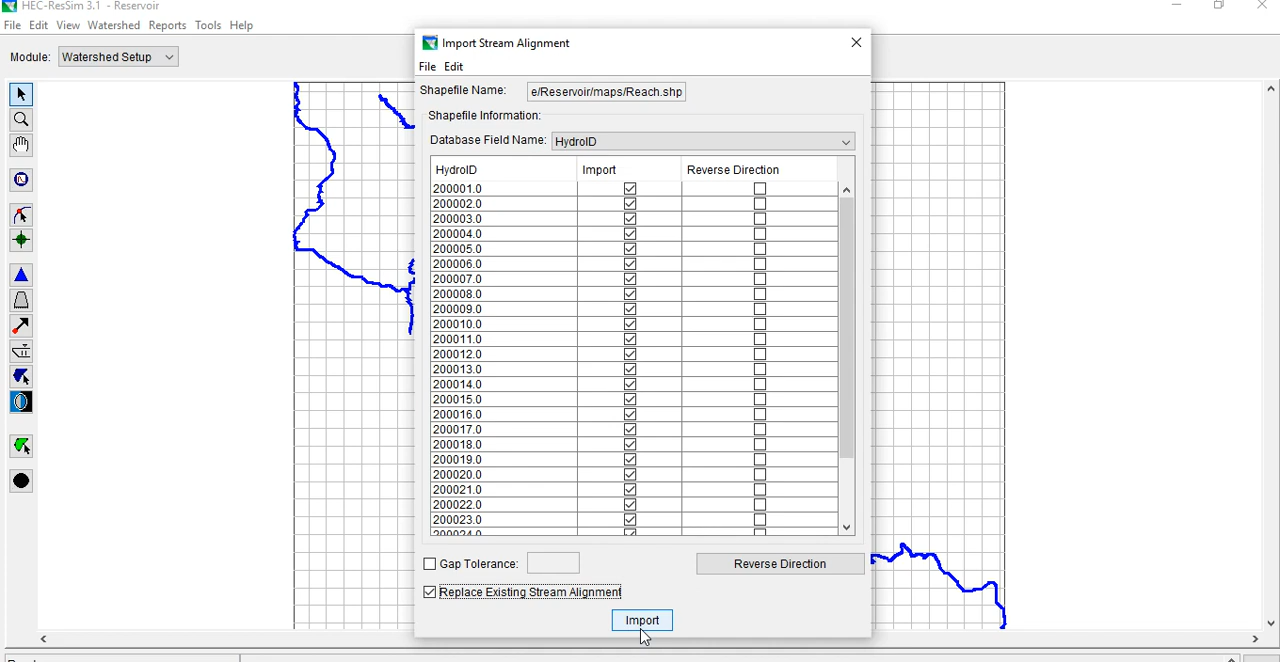 HEC-ResSim 3.1 - Reservoir
File Edit View Watershed Reports Tools Help
Module: Watershed Setup
Import Stream Alignment
File Edit
Shapefile Name: e/Reservoir/maps/Reach.shp
Shapefile Information:
Database Field Name: HydroID
HydroID Import Reverse Direction
200001.0
200002.0
200003.0
200004.0
200005.0
200006.0
200007.0
200008.0
200009.0
200010.0
200011.0
200012.0
200013.0
200014.0
200015.0
200016.0
200017.0
200018.0
200019.0
200020.0
200021.0
200022.0
200023.0
200024.0
Gap Tolerance: Reverse Direction
Replace Existing Stream Alignment
Import